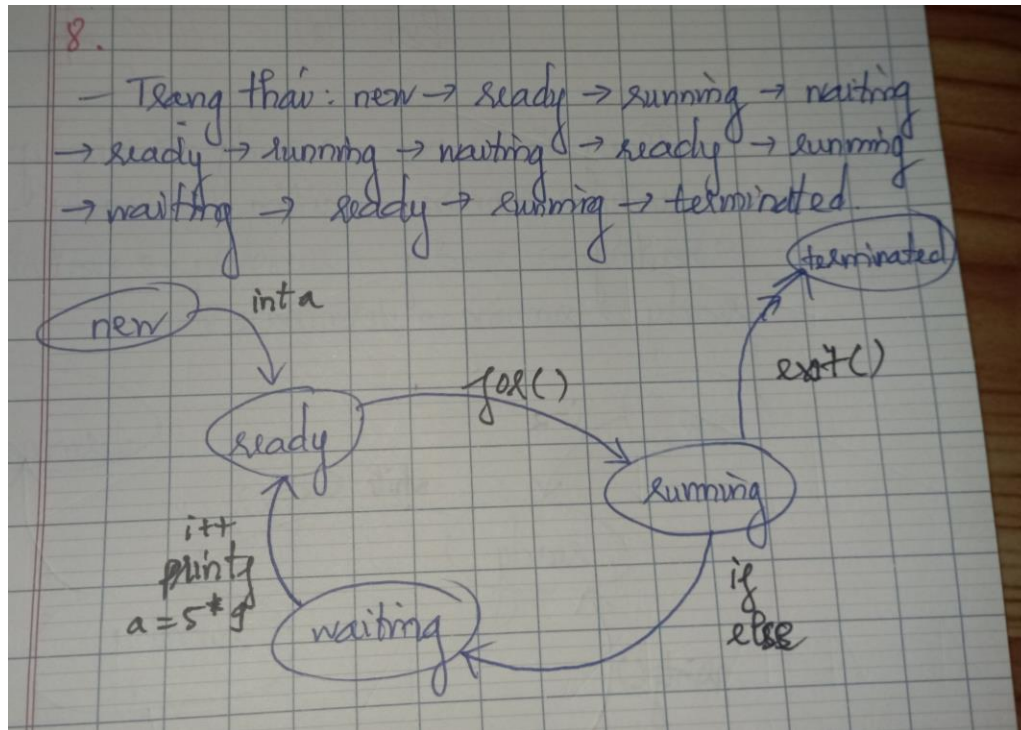 8.
- Trạng thái: new → ready → running → waiting
→ ready → running → waiting → ready → running
→ waiting → ready → running → terminated.
terminated
new
int a
for()
exit()
ready
running
i++
printf
a = 5*9
if
else
waiting